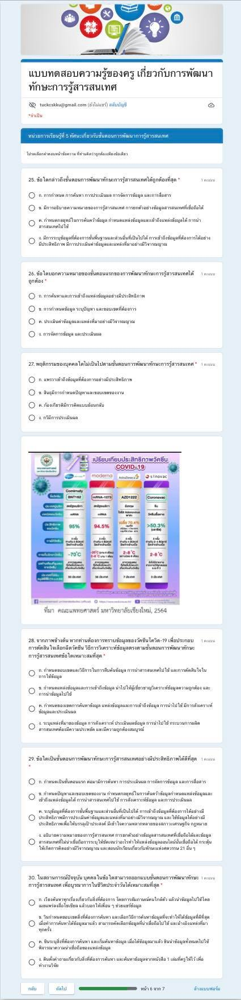 แบบทดสอบความรู้ของครู เกี่ยวกับการพัฒนา
ทักษะการรู้สารสนเทศ
tuckcskku@gmail.com (ยังไม่แชร์) สลับบัญชี
*จำเป็น
หน่วยการเรียนรู้ที่ 5 ทัศนะเกี่ยวกับขั้นตอนการพัฒนาการรู้สารสนเทศ
โปรดเลือกคำตอบหน้าข้อความ ที่ท่านคิดว่าถูกต้องเพียงข้อเดียว
25. ข้อใดกล่าวถึงขั้นตอนการพัฒนาทักษะการรู้สารสนเทศได้ถูกต้องที่สุด * 1 คะแนน
ก. การกำหนด การค้นหา การประเมินผล การจัดการข้อมูล และการสื่อสาร
ข. มีการอธิบายความหมายของการรู้สารสนเทศ การยกตัวอย่างข้อมูลสารสนเทศที่เชื่อถือได้
ค. กำหนดกลยุทธ์ในการค้นคว้าข้อมูล กำหนดแหล่งข้อมูลและเข้าถึงแหล่งข้อมูลได้ การนำ
สารสนเทศไปใช้
ง. มีการระบุข้อมูลที่ต้องการขั้นพื้นฐานและส่วนอื่นที่เป็นไปได้ การเข้าถึงข้อมูลที่ต้องการได้อย่าง
มีประสิทธิภาพ มีการประเมินค่าข้อมูลและแหล่งที่มาอย่างมีวิจารณญาณ
26. ข้อใดบอกความหมายของขั้นตอนแรกของการพัฒนาทักษะการรู้สารสนเทศได้ 1 คะแนน
ถูกต้อง *
ก. การค้นหาและการเข้าถึงแหล่งข้อมูลอย่างมีประสิทธิภาพ
ข. การกำหนดข้อมูล ระบุปัญหา และขอบเขตที่ต้องการ
ค. ประเมินค่าข้อมูลและแหล่งที่มาอย่างมีวิจารณญาณ
ง. การจัดการข้อมูล และประเมินผล
27. พฤติกรรมของบุคคลใดไม่เป็นไปตามขั้นตอนการพัฒนาทักษะการรู้สารสนเทศ * 1 คะแนน
ก. แพรวาเข้าถึงข้อมูลที่ต้องการอย่างมีประสิทธิภาพ
ข. สินธุมีการกำหนดปัญหาและขอบเขตของงาน
ค. ก้องเกียรติมีการคิดแบบย้อนกลับ
ง. กวีมีการประเมินผล
เปรียบเทียบประสิทธิภาพวัคซีน
COVID-19
moderna AstraZeneca sinovac
Comirnaty
BNT162 mRNA-1273 AZD1222 Coronavac
สหรัฐอเมริกา สหรัฐอเมริกา อังกฤษ จีน
mRNA mRNA
95% 94.5% เฉลี่ย 70.4% >50.3%
-70°C 2-8°C 2-8°C
ที่มา คณะแพทยศาสตร์ มหาวิทยาลัยเชียงใหม่, 2564
28. จากภาพข้างต้น หากท่านต้องการทราบข้อมูลของวัคซีนโควิด-19 เพื่อประกอบ 1 คะแนน
การตัดสินใจเลือกฉีดวัคซีน วิธีการวิเคราะห์ข้อมูลตรงตามขั้นตอนการพัฒนาทักษะ
การรู้สารสนเทศข้อใดเหมาะสมที่สุด *
ก. กำหนดขอบเขตและวิธีการในการสืบค้นข้อมูล การนำสารสนเทศไปใช้ และการตัดสินใจใน
การใช้ข้อมูล
ข. กำหนดแหล่งข้อมูลและการเข้าถึงข้อมูล นำไปให้ผู้เชี่ยวชาญวิเคราะห์ข้อมูลความถูกต้อง และ
การนำข้อมูลไปใช้
ค. กำหนดของเขตการค้นหาข้อมูล แหล่งข้อมูลและการเข้าถึงข้อมูล การนำไปใช้ มีการสังเคราะห์
ข้อมูลและประเมินผล
ง. ระบุแหล่งที่มาของข้อมูล การสังเคราะห์ ประเมินผลข้อมูล การนำไปใช้ กระบวนการผลิต
สารสนเทศต้องมีความประหยัด และมีความถูกต้องสมบูรณ์
29. ข้อใดเป็นขั้นตอนการพัฒนาทักษะการรู้สารสนเทศอย่างมีประสิทธิภาพได้ดีที่สุด 1 คะแนน
*
ก. กำหนดเป็นขั้นตอนแรก ต่อมามีการค้นหา การประเมินผล การจัดการข้อมูล และการสื่อสาร
ข. กำหนดปัญหาและขอบเขตของงาน กำหนดกลยุทธ์ในการค้นคว้าข้อมูลกำหนดแหล่งข้อมูลและ
เข้าถึงแหล่งข้อมูลได้ การนำสารสนเทศไปใช้ การสังเคราะห์ข้อมูล และการประเมินผล
ค. ระบุข้อมูลที่ต้องการขั้นพื้นฐานและส่วนอื่นที่เป็นไปได้ การเข้าถึงข้อมูลที่ต้องการได้อย่างมี
ประสิทธิภาพมีการประเมินค่าข้อมูลและแหล่งที่มาอย่างมีวิจารณญาณ และใช้ข้อมูลได้อย่างมี
ประสิทธิภาพเพื่อให้บรรลุเป้าประสงค์ มีเข้าใจความหลากหลายของสภาวะเศรษฐกิจ กฎหมาย
ง. อธิบายความหมายของการรู้สารสนเทศ การยกตัวอย่างข้อมูลสารสนเทศที่เชื่อถือได้และข้อมูล
สารสนเทศที่ไม่น่าเชื่อถือการระบุให้ชัดเจนว่าอะไรทำให้แหล่งข้อมูลออนไลน์นั้นเชื่อถือได้ กระตุ้น
ให้เกิดการคิดอย่างมีวิจารณญาณ และสอนนักเรียนเกี่ยวกับทักษะแห่งศตวรรษ 21 อื่น ๆ
30. ในสถานการณ์ปัจจุบัน บุคคลในข้อใดสามารถออกแบบขั้นตอนการพัฒนาทักษะ 1 คะแนน
การรู้สารสนเทศ เพื่อบูรณาการในชีวิตประจำวันได้เหมาะสมที่สุด *
ก. เวียงค้นหาทุกเรื่องเกี่ยวกับสิ่งที่ต้องการ โดยการสัมภาษณ์คนใกล้ตัว แล้วนำข้อมูลไปใช้โดย
เผยแพร่ลงสื่อโซเชียล แล้วบอกให้เพื่อน ๆ ช่วยแชร์ข้อมูล
ข. วินกำหนดขอบเขตสิ่งที่ต้องการค้นหา และเลือกวิธีการค้นหาข้อมูลที่จะทำให้ได้ข้อมูลที่ดีที่สุด
เมื่อทำการค้นหาได้ข้อมูลมาแล้ว สามารถคัดเลือกข้อมูลที่น่าเชื่อถือไปใช้ และอ้างอิงแหล่งที่มา
ทุกครั้ง
ค. ชินระบุสิ่งที่ต้องการค้นหา และเริ่มค้นหาข้อมูล เมื่อได้ข้อมูลมาแล้ว ชินนำข้อมูลทั้งหมดไปใช้
พิจารณาความน่าเชื่อถือของแหล่งข้อมูล
ง. ดินตั้งคำถามเกี่ยวกับสิ่งที่ต้องการค้นหา และค้นหาข้อมูลจากหนังสือ 1 เล่มที่ครูให้ไว้ เพื่อ
ทำงานวิจัย
กลับ ถัดไป หน้า 6 จาก 7 ล้างแบบฟอร์ม